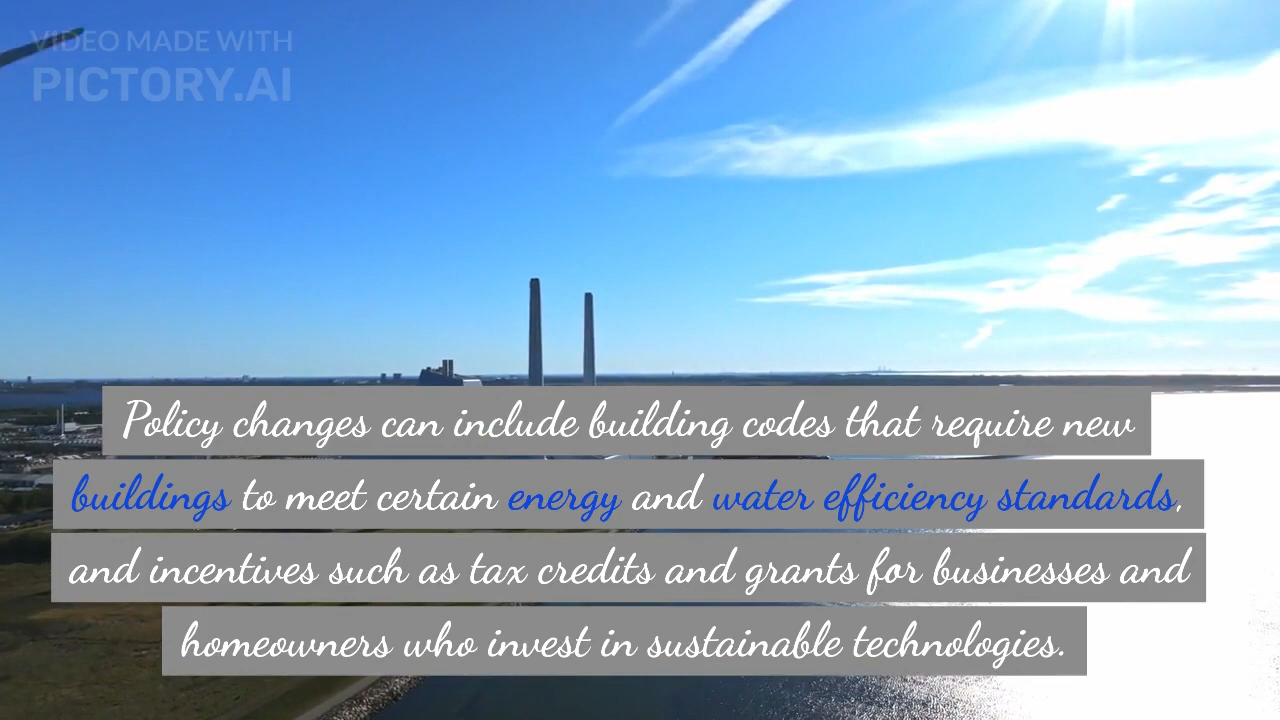 VIDEO MADE WITH
PICTORY.AI
Policy changes can include building codes that require new
buildings to meet certain energy and water efficiency standards,
and incentives such as tax credits and grants for businesses and
homeowners who invest in sustainable technologies.